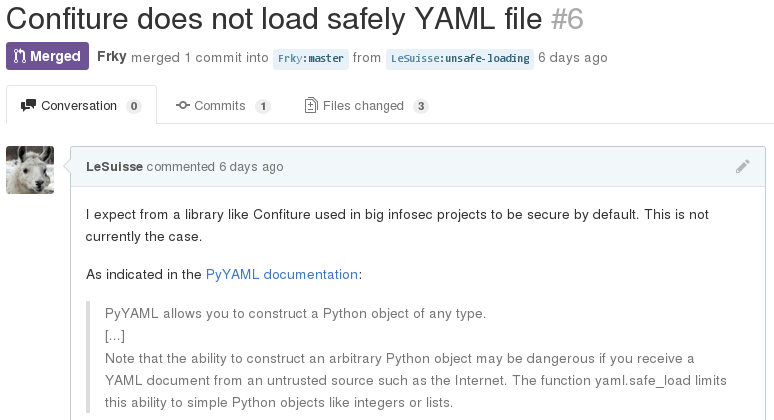 Confiture does not load safely YAML file #6
Merged Frky merged 1 commit into Frky:master from LeSuisse:unsafe-loading 6 days ago
Conversation 0 Commits 1 Files changed 3
LeSuisse commented 6 days ago
I expect from a library like Confiture used in big infosec projects to be secure by default. This is not
currently the case.
As indicated in the PyYAML documentation:
PyYAML allows you to construct a Python object of any type.
[...]
Note that the ability to construct an arbitrary Python object may be dangerous if you receive a
YAML document from an untrusted source such as the Internet. The function yaml.safe_load limits
this ability to simple Python objects like integers or lists.